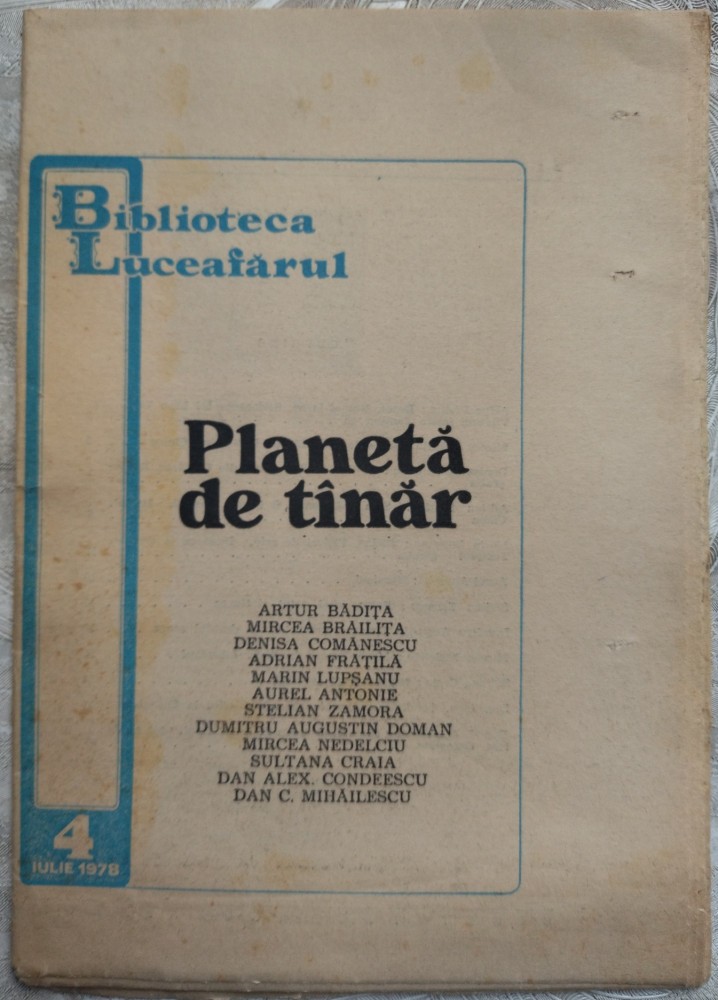 Biblioteca
Luceafărul
Planetă
de tînăr
ARTUR BĂDIȚA
MIRCEA BRĂILIȚA
DENISA COMĂNESCU
ADRIAN FRĂȚILĂ
MARIN LUPȘANU
AUREL ANTONIE
STELIAN ZAMORA
DUMITRU AUGUSTIN DOMAN
MIRCEA NEDELCIU
SULTANA CRAIA
DAN ALEX. CONDEESCU
DAN C. MIHĂILESCU
4
IULIE 1978